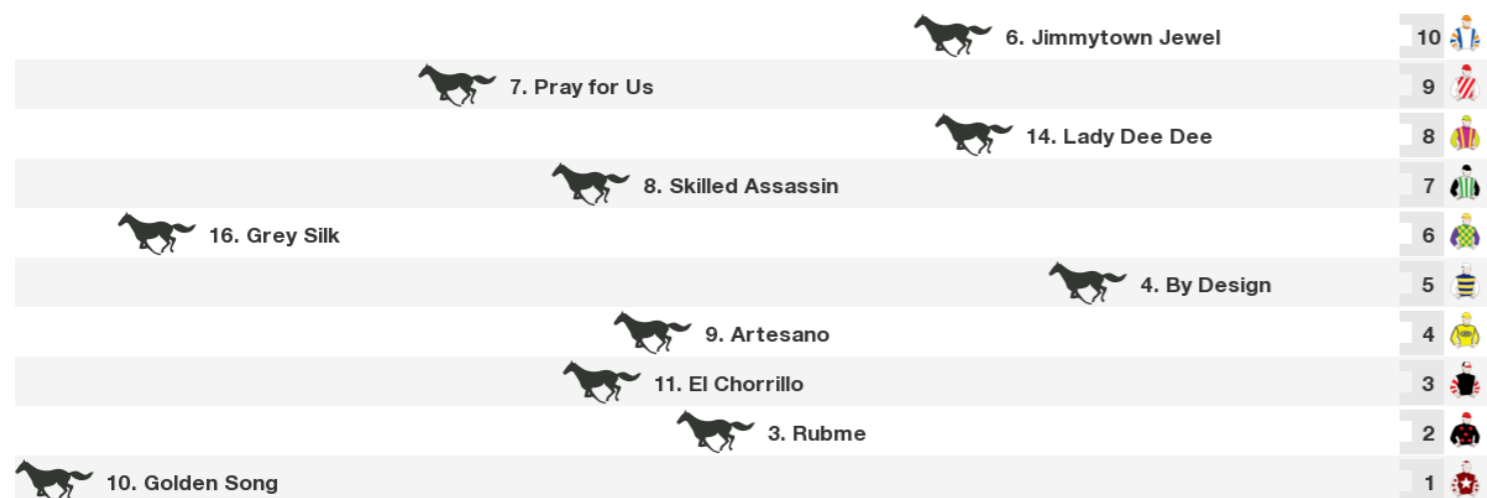 6. Jimmytown Jewel 10
7. Pray for Us 9
14. Lady Dee Dee 8
8. Skilled Assassin 7
16. Grey Silk 6
4. By Design 5
9. Artesano 4
11. El Chorrillo 3
3. Rubme 2
10. Golden Song 1